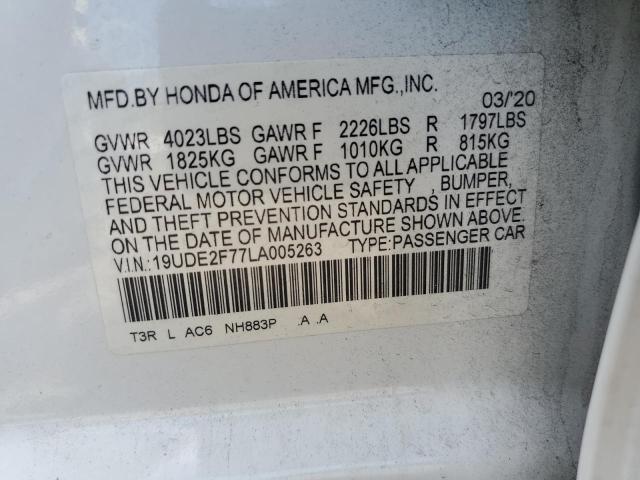 MFD.BY HONDA OF AMERICA MFG.,INC. 03/'20
GVWR 4023LBS GAWR F 2226LBS R 1797LBS
GVWR 1825KG GAWR F 1010KG R 815KG
THIS VEHICLE CONFORMS TO ALL APPLICABLE
FEDERAL MOTOR VEHICLE SAFETY , BUMPER,
AND THEFT PREVENTION STANDARDS IN EFFECT
ON THE DATE OF MANUFACTURE SHOWN ABOVE.
V.I.N.:19UDE2F77LA005263 TYPE:PASSENGER CAR
T3R L AC6 NH883P .A .A